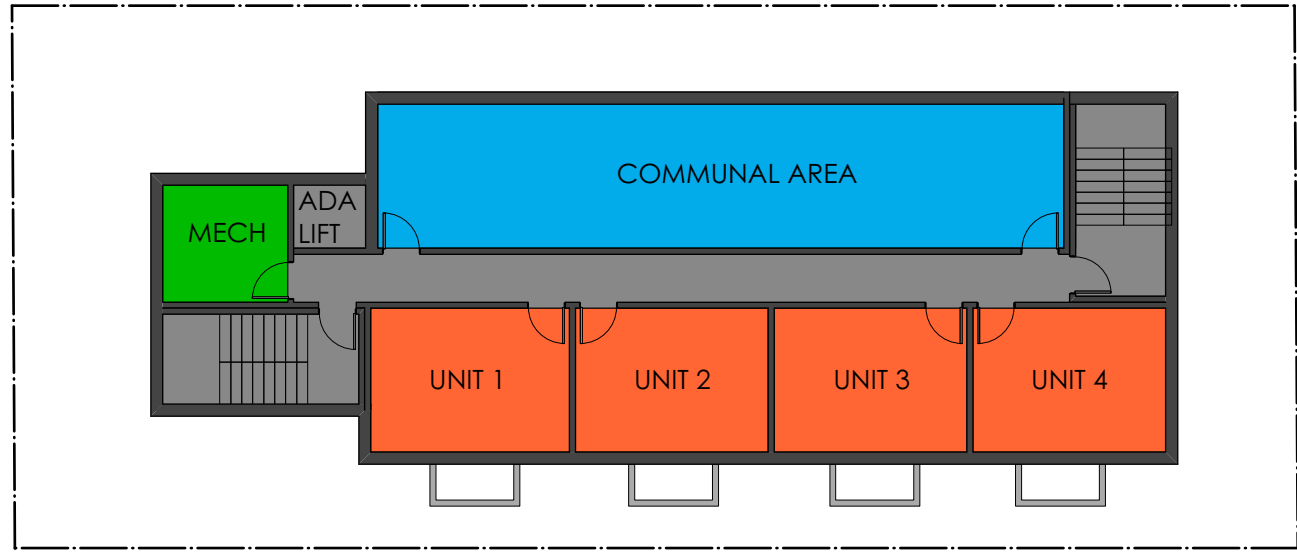 COMMUNAL AREA
ADA
LIFT
MECH
UNIT 1
UNIT 2
UNIT 3
UNIT 4